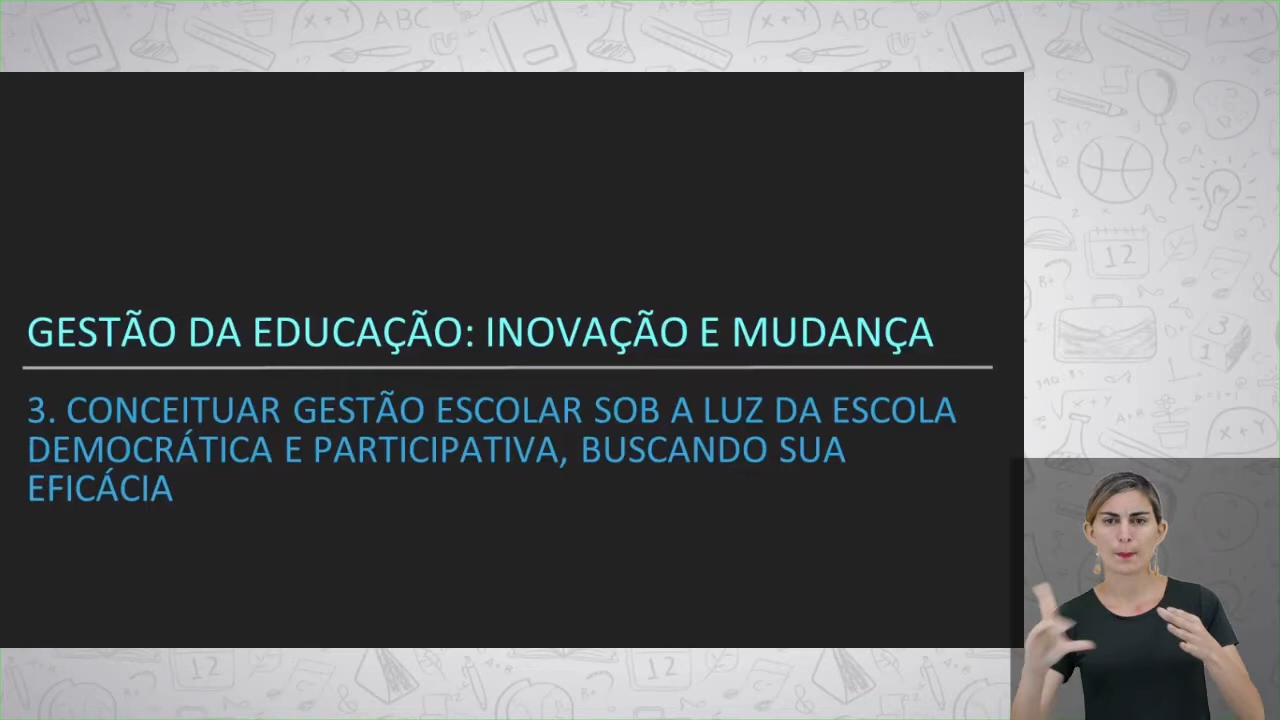 GESTÃO DA EDUCAÇÃO: INOVAÇÃO E MUDANÇA
3. CONCEITUAR GESTÃO ESCOLAR SOB A LUZ DA ESCOLA
DEMOCRÁTICA E PARTICIPATIVA, BUSCANDO SUA
EFICÁCIA